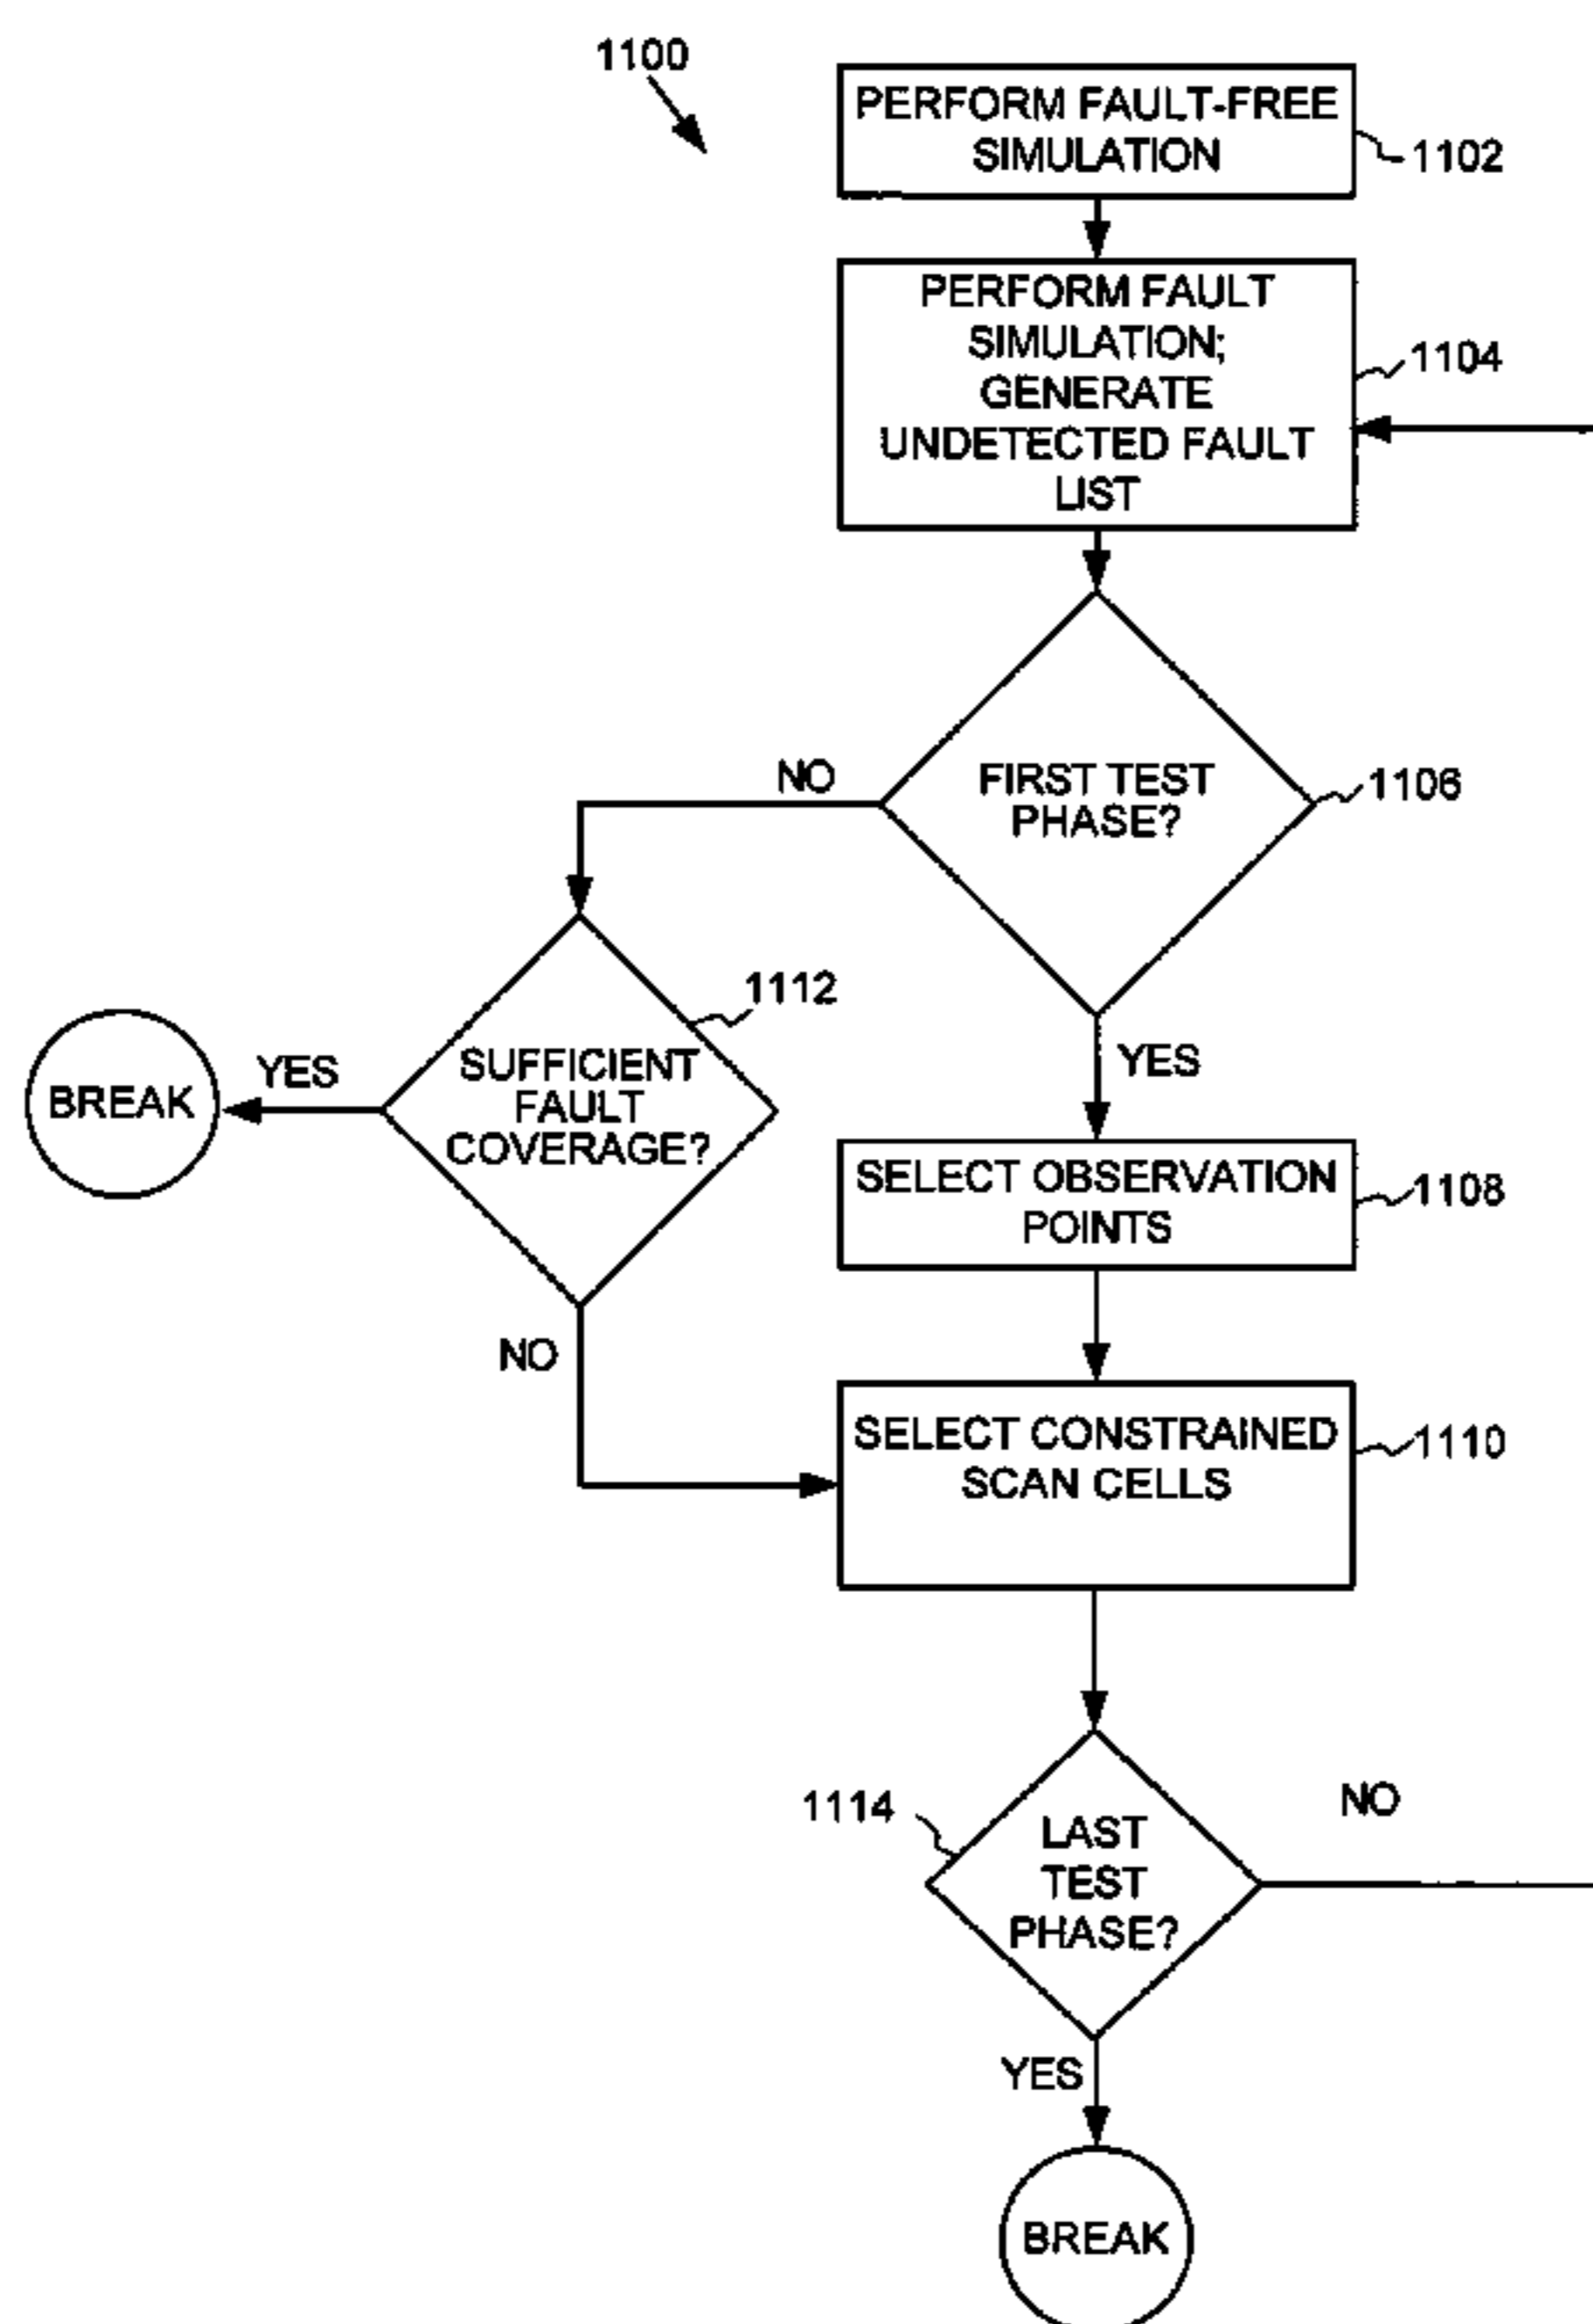 1100
PERFORM FAULT-FREE
SIMULATION
1102
PERFORM FAULT
SIMULATION;
GENERATE
UNDETECTED FAULT
LIST
1104
FIRST TEST
PHASE?
1106
NO
YES
1112
SUFFICIENT
FAULT
COVERAGE?
YES
BREAK
NO
SELECT OBSERVATION
POINTS
1108
SELECT CONSTRAINED
SCAN CELLS
1110
1114
LAST
TEST
PHASE?
NO
YES
BREAK